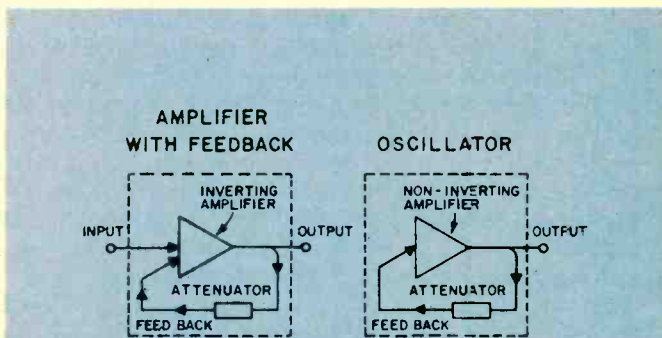 AMPLIFIER
WITH FEEDBACK
INPUT
INVERTING
AMPLIFIER
OUTPUT
ATTENUATOR
FEED BACK
OSCILLATOR
NON-INVERTING
AMPLIFIER
OUTPUT
ATTENUATOR
FEED BACK